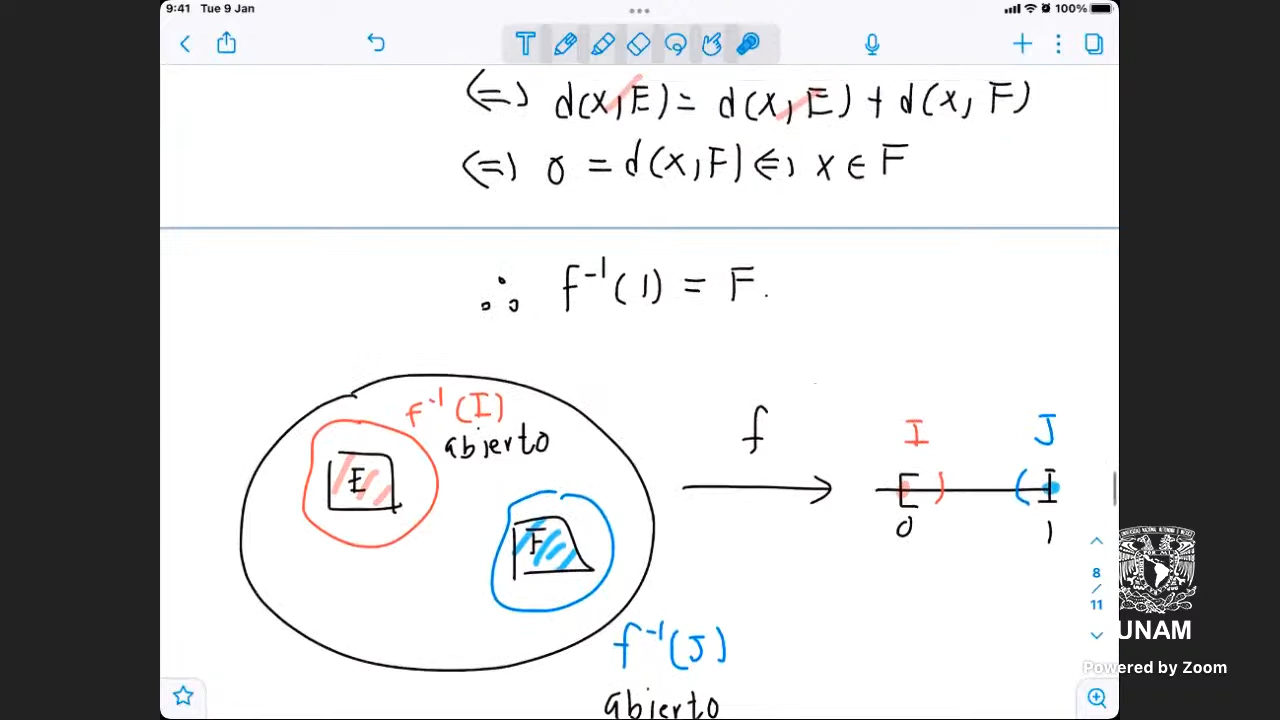 9:41 Tue 9 Jan
100%
T
⟺ d(x,E) = d(x,E) + d(x,F)
⟺ 0 = d(x,F) ⟺ x ∈ F
∴ f⁻¹(1) = F.
f⁻¹(I)
abierto
E
F
f
I J
0 1
f⁻¹(J)
abierto
8
/
11
UNAM
Powered by Zoom